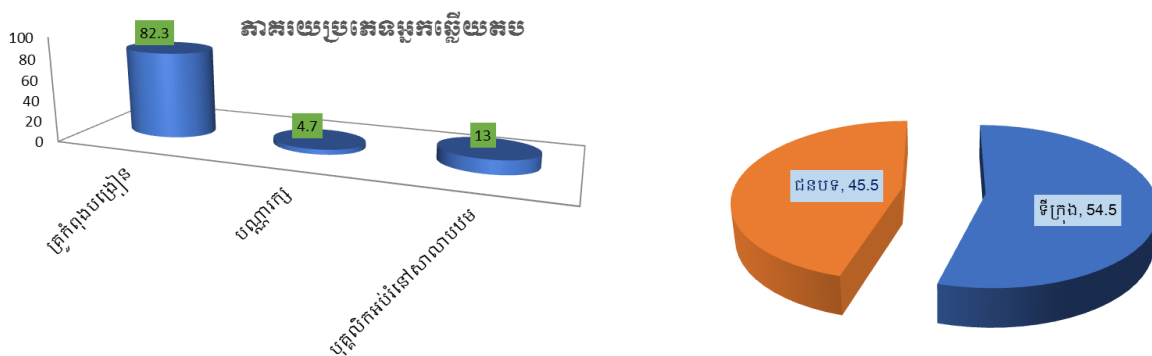 ភាគរយប្រភេទអ្នកឆ្លើយតប
100
80
60
40
20
0
82.3
4.7
13
គ្រូកំពុងបង្រៀន
បណ្ណារក្ស
បុគ្គលិកអប់រំនៅសាលាបឋម
ជនបទ, 45.5
ទីក្រុង, 54.5